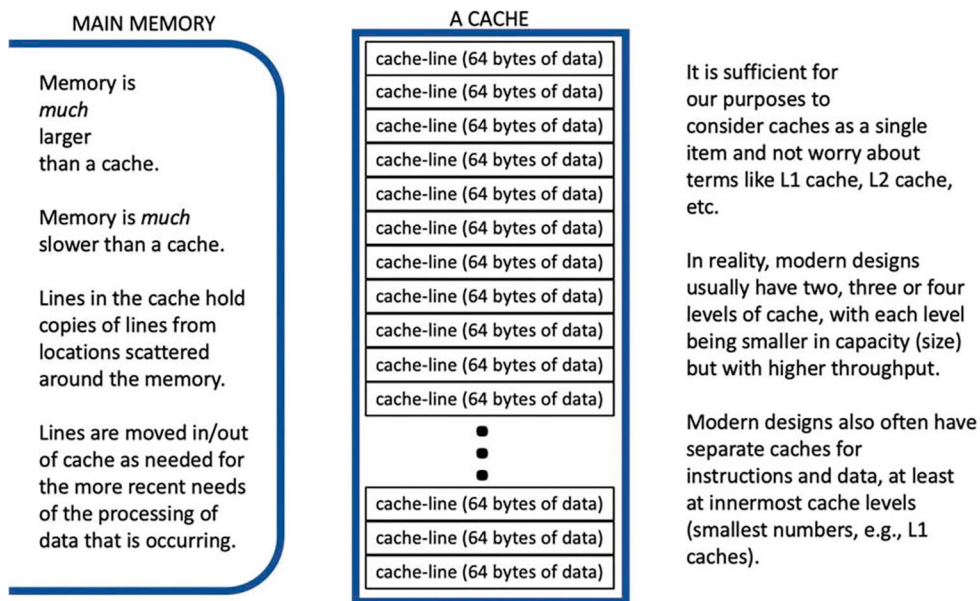 MAIN MEMORY
Memory is
much
larger
than a cache.
Memory is much
slower than a cache.
Lines in the cache hold
copies of lines from
locations scattered
around the memory.
Lines are moved in/out
of cache as needed for
the more recent needs
of the processing of
data that is occurring.
A CACHE
cache-line (64 bytes of data)
cache-line (64 bytes of data)
cache-line (64 bytes of data)
cache-line (64 bytes of data)
cache-line (64 bytes of data)
cache-line (64 bytes of data)
cache-line (64 bytes of data)
cache-line (64 bytes of data)
cache-line (64 bytes of data)
cache-line (64 bytes of data)
cache-line (64 bytes of data)
cache-line (64 bytes of data)
cache-line (64 bytes of data)
cache-line (64 bytes of data)
It is sufficient for
our purposes to
consider caches as a single
item and not worry about
terms like L1 cache, L2 cache,
etc.
In reality, modern designs
usually have two, three or four
levels of cache, with each level
being smaller in capacity (size)
but with higher throughput.
Modern designs also often have
separate caches for
instructions and data, at least
at innermost cache levels
(smallest numbers, e.g., L1
caches).